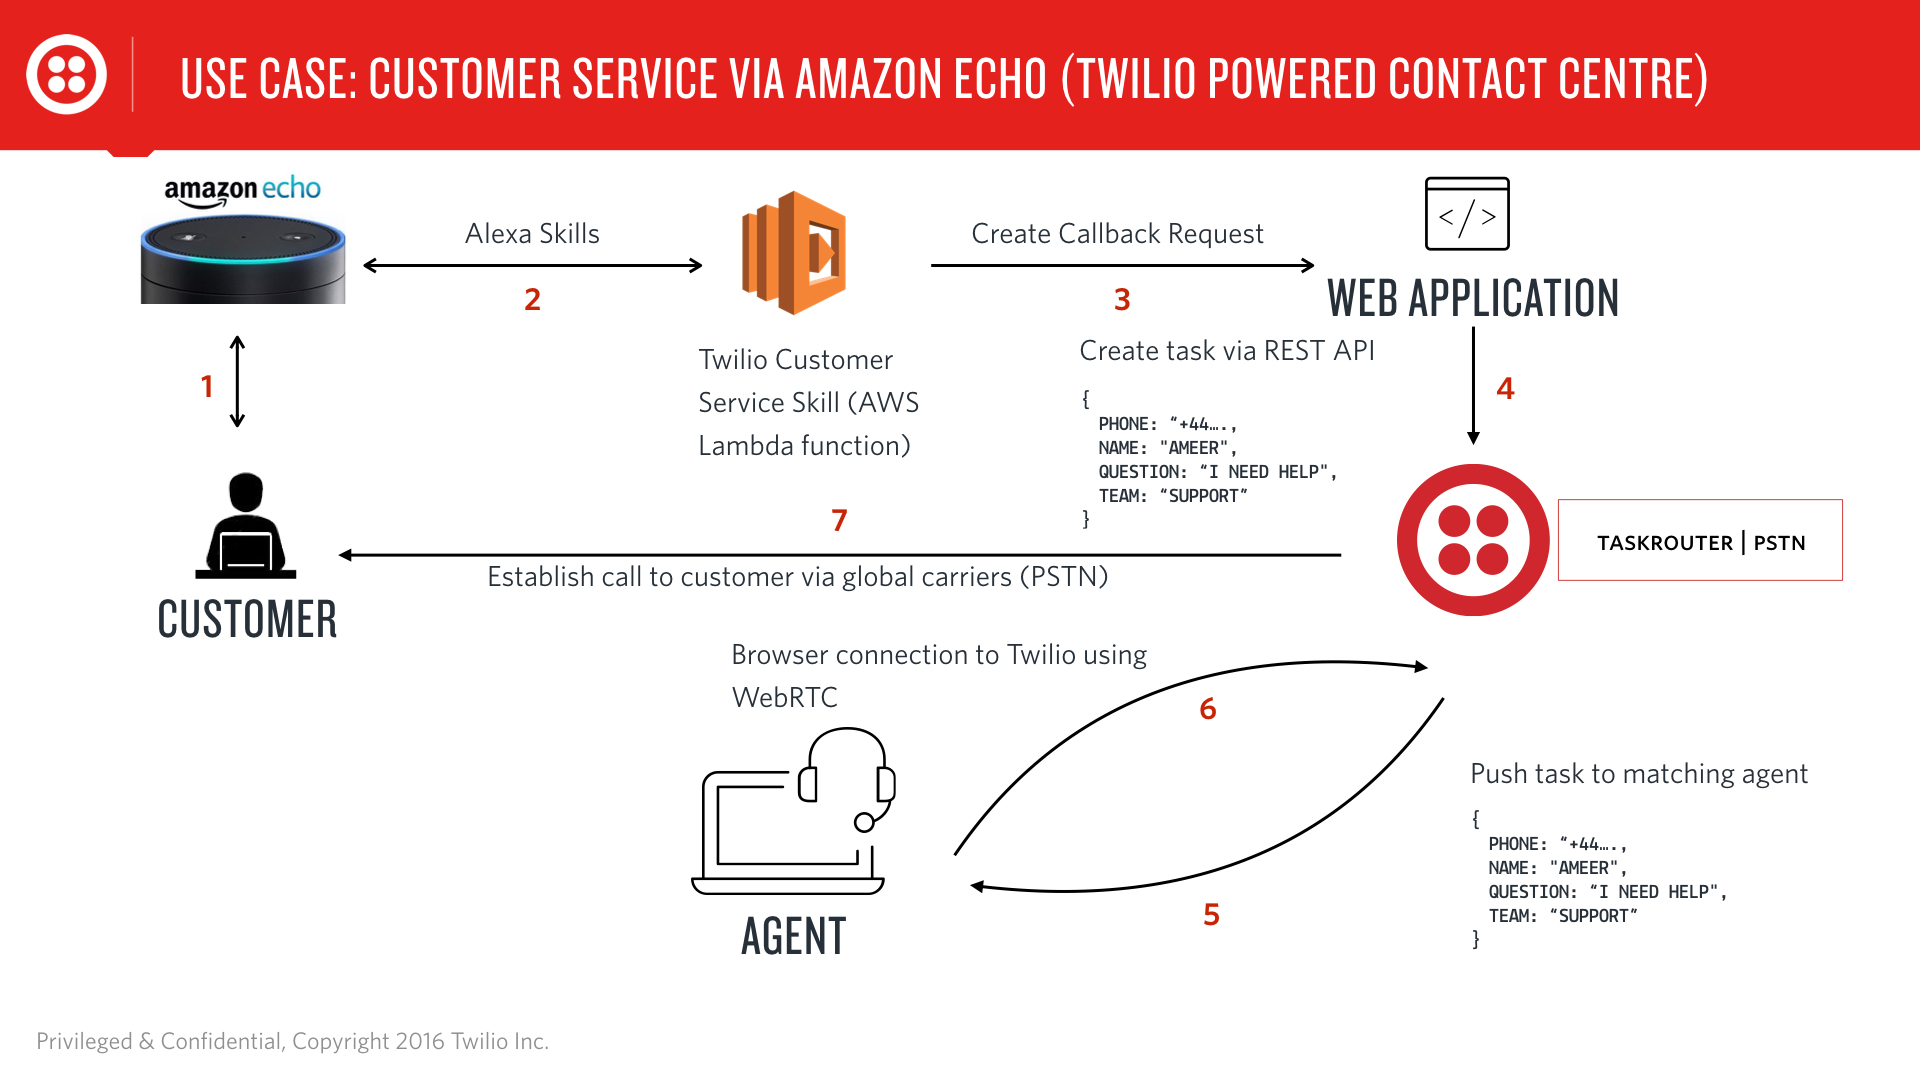 USE CASE: CUSTOMER SERVICE VIA AMAZON ECHO (TWILIO POWERED CONTACT CENTRE)
amazon echo
Alexa Skills
2
Create Callback Request
3
</>
WEB APPLICATION
1
Twilio Customer
Service Skill (AWS
Lambda function)
Create task via REST API
{
PHONE: “+44….,
NAME: "AMEER",
QUESTION: “I NEED HELP",
TEAM: “SUPPORT”
}
4
TASKROUTER | PSTN
7
Establish call to customer via global carriers (PSTN)
CUSTOMER
Browser connection to Twilio using
WebRTC
6
5
AGENT
Push task to matching agent
{
PHONE: “+44….,
NAME: "AMEER",
QUESTION: “I NEED HELP",
TEAM: “SUPPORT”
}
Privileged & Confidential, Copyright 2016 Twilio Inc.